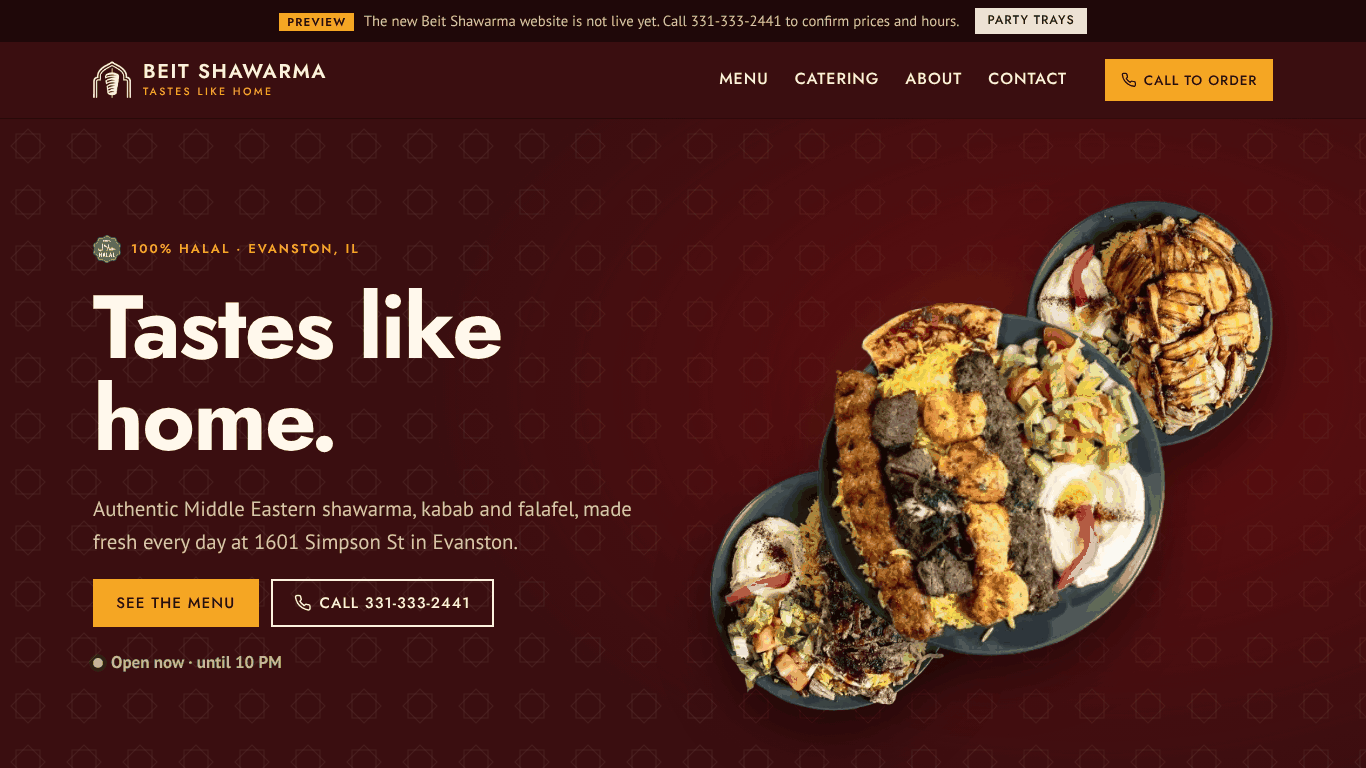 PREVIEW The new Beit Shawarma website is not live yet. Call 331-333-2441 to confirm prices and hours. PARTY TRAYS
BEIT SHAWARMA
TASTES LIKE HOME
MENU CATERING ABOUT CONTACT CALL TO ORDER
HALAL
100% HALAL · EVANSTON, IL
Tastes like
home.
Authentic Middle Eastern shawarma, kabab and falafel, made
fresh every day at 1601 Simpson St in Evanston.
SEE THE MENU CALL 331-333-2441
Open now · until 10 PM